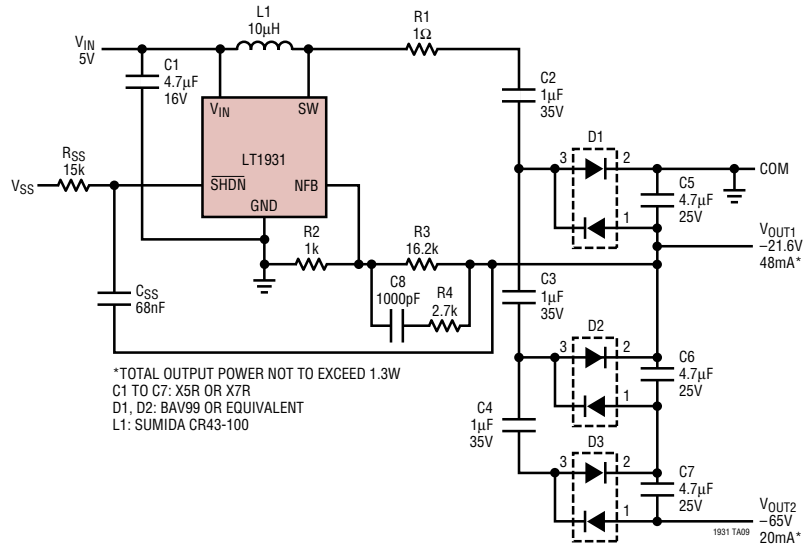 L1
10µH
R1
1Ω
VIN
5V
C1
4.7µF
16V
C2
1µF
35V
VIN
SW
LT1931
SHDN
NFB
GND
RSS
15k
VSS
D1
3
2
1
COM
C5
4.7µF
25V
VOUT1
–21.6V
48mA*
R2
1k
R3
16.2k
C8
1000pF
R4
2.7k
CSS
68nF
C3
1µF
35V
D2
3
2
1
C6
4.7µF
25V
*TOTAL OUTPUT POWER NOT TO EXCEED 1.3W
C1 TO C7: X5R OR X7R
D1, D2: BAV99 OR EQUIVALENT
L1: SUMIDA CR43-100
C4
1µF
35V
D3
3
2
1
C7
4.7µF
25V
VOUT2
–65V
20mA*
1931 TA09